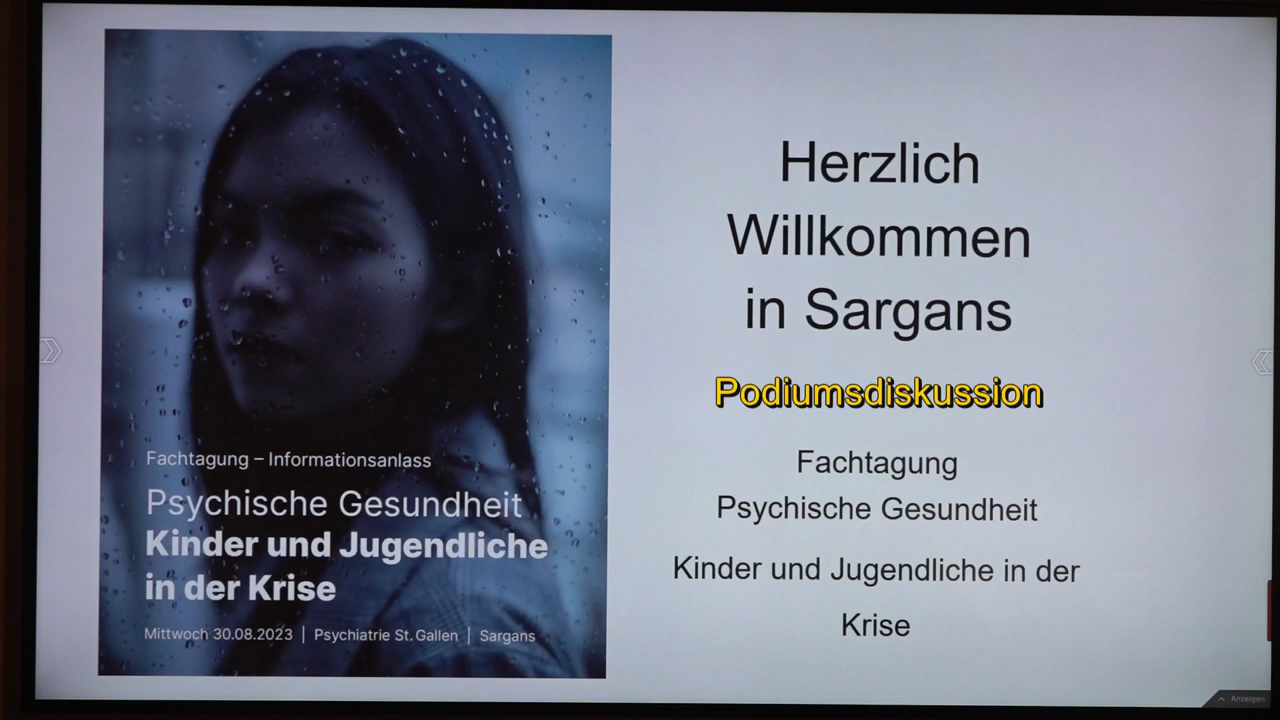 Fachtagung – Informationsanlass
Psychische Gesundheit
Kinder und Jugendliche
in der Krise
Mittwoch 30.08.2023 | Psychiatrie St. Gallen | Sargans
Herzlich
Willkommen
in Sargans
Podiumsdiskussion
Fachtagung
Psychische Gesundheit
Kinder und Jugendliche in der
Krise
Anzeigen